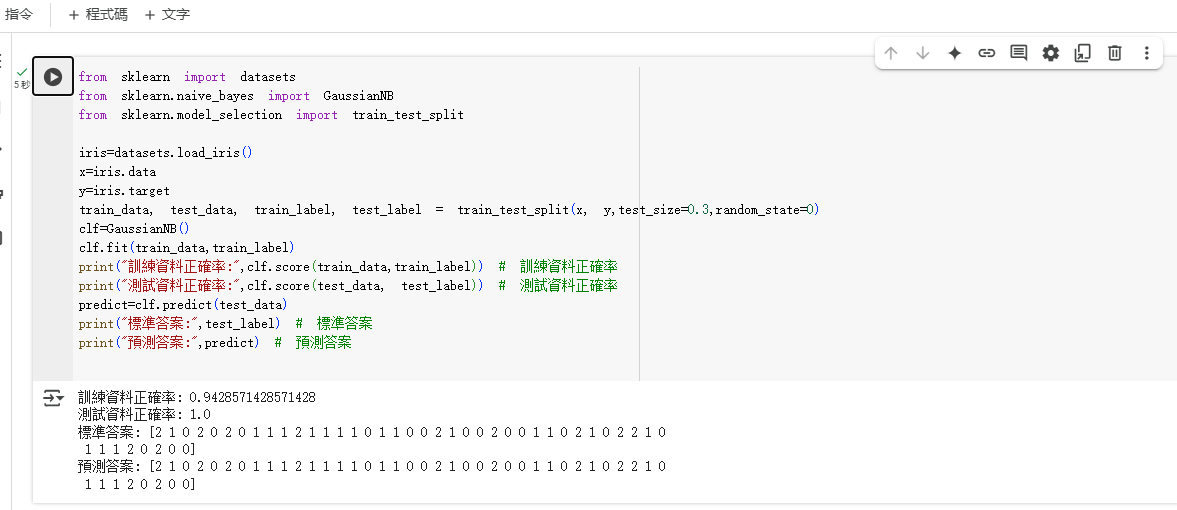 指令 + 程式碼 + 文字
5 秒
from sklearn import datasets
from sklearn.naive_bayes import GaussianNB
from sklearn.model_selection import train_test_split
iris=datasets.load_iris()
x=iris.data
y=iris.target
train_data, test_data, train_label, test_label = train_test_split(x, y,test_size=0.3,random_state=0)
clf=GaussianNB()
clf.fit(train_data,train_label)
print("訓練資料正確率:",clf.score(train_data,train_label)) # 訓練資料正確率
print("測試資料正確率:",clf.score(test_data, test_label)) # 測試資料正確率
predict=clf.predict(test_data)
print("標準答案:",test_label) # 標準答案
print("預測答案:",predict) # 預測答案
訓練資料正確率: 0.9428571428571428
測試資料正確率: 1.0
標準答案: [2 1 0 2 0 2 0 1 1 1 2 1 1 1 1 0 1 1 0 0 2 1 0 0 2 0 0 1 1 0 2 1 0 2 2 1 0
1 1 1 2 0 2 0 0]
預測答案: [2 1 0 2 0 2 0 1 1 1 2 1 1 1 1 0 1 1 0 0 2 1 0 0 2 0 0 1 1 0 2 1 0 2 2 1 0
1 1 1 2 0 2 0 0]